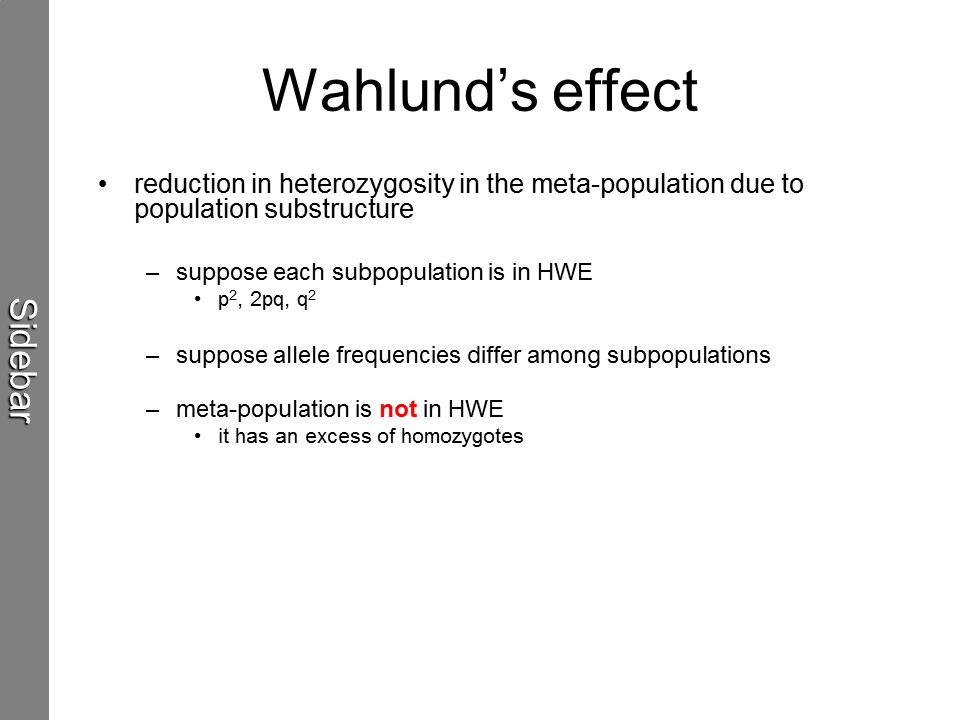 Wahlund’s effect
• reduction in heterozygosity in the meta-population due to
population substructure
– suppose each subpopulation is in HWE
• p², 2pq, q²
– suppose allele frequencies differ among subpopulations
– meta-population is not in HWE
• it has an excess of homozygotes
Sidebar